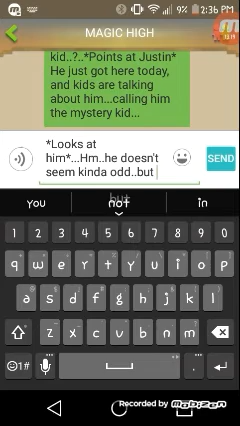 9% 2:36 PM
MAGIC HIGH
kid..?..*Points at Justin*
He just got here today,
and kids are talking
about him...calling him
the mystery kid...
*Looks at
him*...Hm..he doesn't
seem kinda odd..but
SEND
but
you not in
1 2 3 4 5 6 7 8 9 0
q w e r t y u i o p
a s d f g h j k l
z x c v b n m
?1#
Recorded by Mobizen